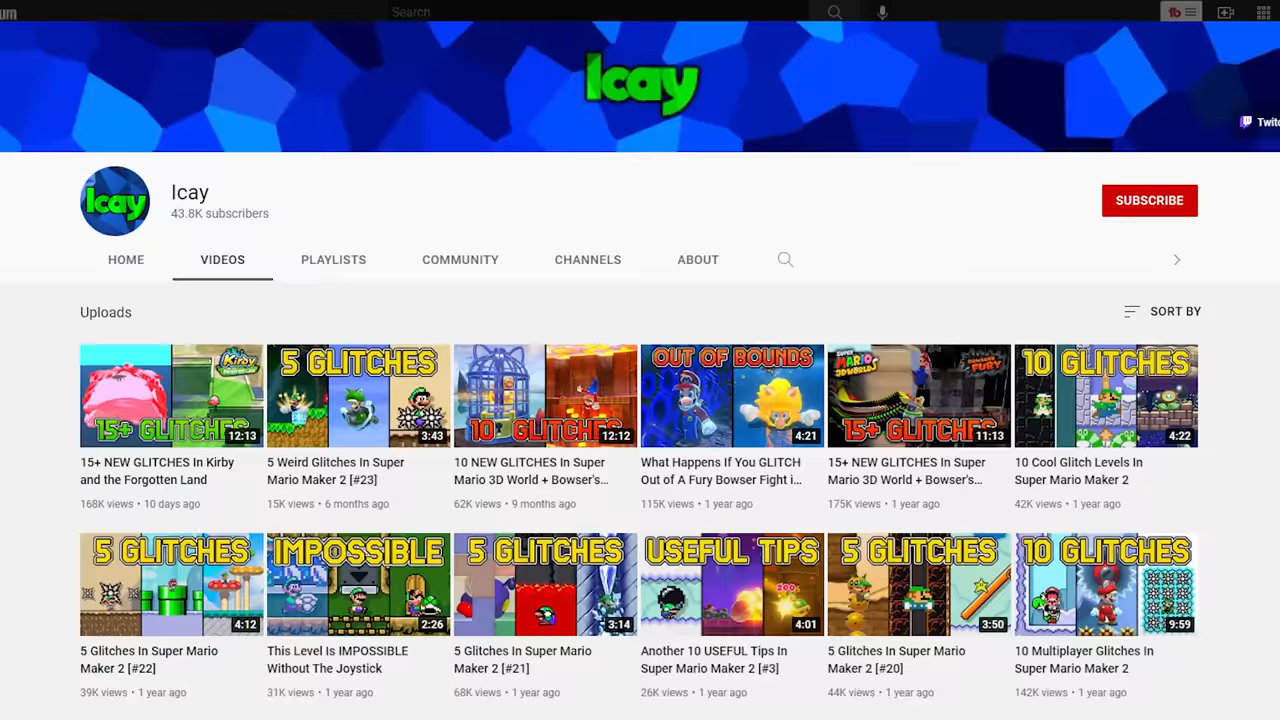 um
Search
Icay
Twitc
Icay
Icay
43.8K subscribers
SUBSCRIBE
HOME
VIDEOS
PLAYLISTS
COMMUNITY
CHANNELS
ABOUT
Uploads
SORT BY
Kirby
15+ GLITCHES
12:13
5 GLITCHES
3:43
10 GLITCHES
12:12
OUT OF BOUNDS
4:21
SUPER MARIO 3D WORLD
BOWSER'S FURY
15+ GLITCHES
11:13
10 GLITCHES
4:22
15+ NEW GLITCHES In Kirby
and the Forgotten Land
168K views • 10 days ago
5 Weird Glitches In Super
Mario Maker 2 [#23]
15K views • 6 months ago
10 NEW GLITCHES In Super
Mario 3D World + Bowser's...
62K views • 9 months ago
What Happens If You GLITCH
Out of A Fury Bowser Fight i...
115K views • 1 year ago
15+ NEW GLITCHES In Super
Mario 3D World + Bowser's...
175K views • 1 year ago
10 Cool Glitch Levels In
Super Mario Maker 2
42K views • 1 year ago
5 GLITCHES
4:12
IMPOSSIBLE
2:26
5 GLITCHES
3:14
USEFUL TIPS
200
4:01
5 GLITCHES
3:50
10 GLITCHES
9:59
5 Glitches In Super Mario
Maker 2 [#22]
39K views • 1 year ago
This Level Is IMPOSSIBLE
Without The Joystick
31K views • 1 year ago
5 Glitches In Super Mario
Maker 2 [#21]
68K views • 1 year ago
Another 10 USEFUL Tips In
Super Mario Maker 2 [#3]
26K views • 1 year ago
5 Glitches In Super Mario
Maker 2 [#20]
44K views • 1 year ago
10 Multiplayer Glitches In
Super Mario Maker 2
142K views • 1 year ago